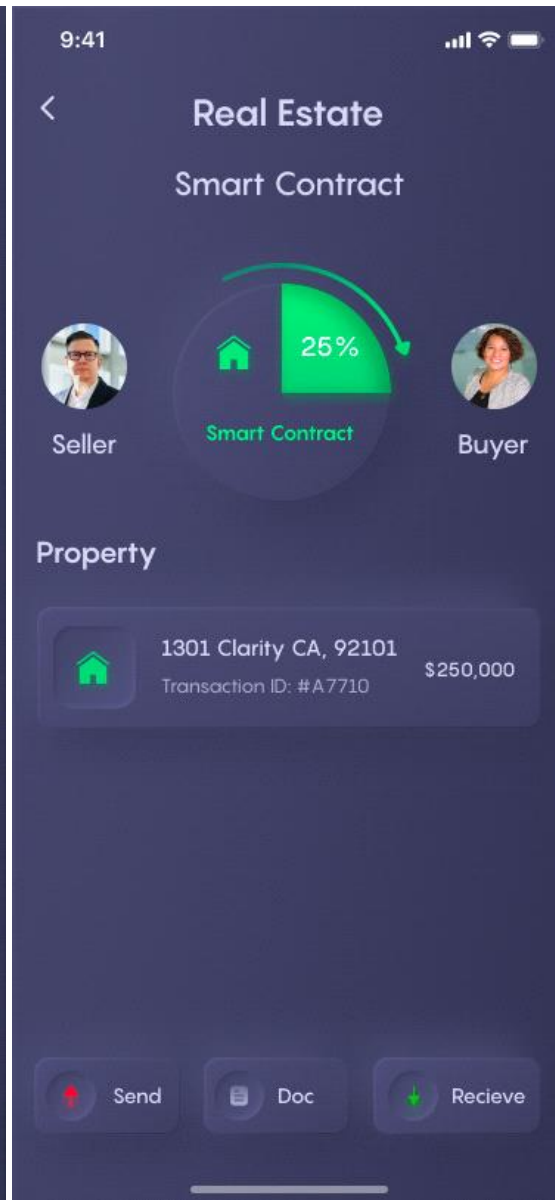 9:41
Real Estate
Smart Contract
25%
Smart Contract
Seller
Buyer
Property
1301 Clarity CA, 92101
$250,000
Transaction ID: #A7710
Send
Doc
Recieve